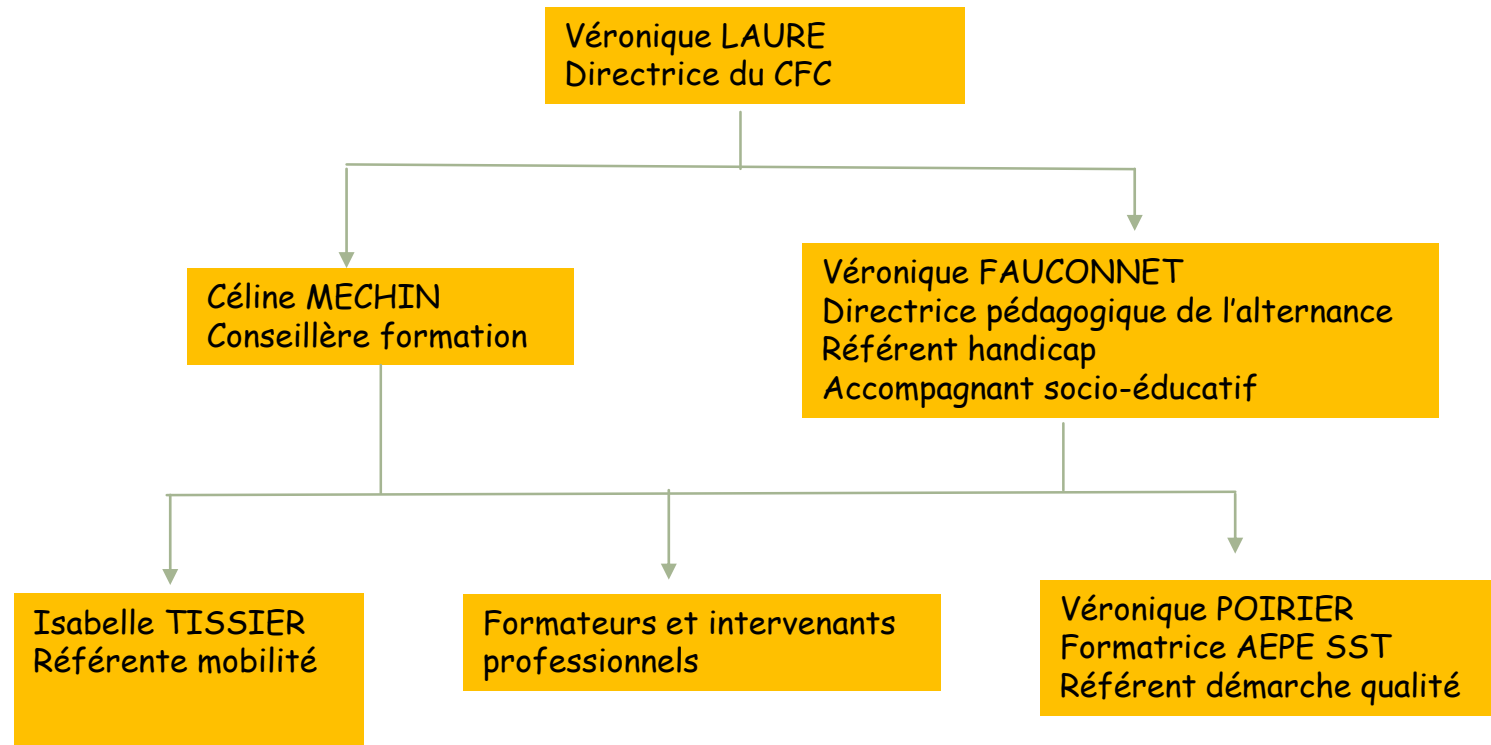 Véronique LAURE
Directrice du CFC
Céline MECHIN
Conseillère formation
Véronique FAUCONNET
Directrice pédagogique de l'alternance
Référent handicap
Accompagnant socio-éducatif
Isabelle TISSIER
Référente mobilité
Formateurs et intervenants
professionnels
Véronique POIRIER
Formatrice AEPE SST
Référent démarche qualité